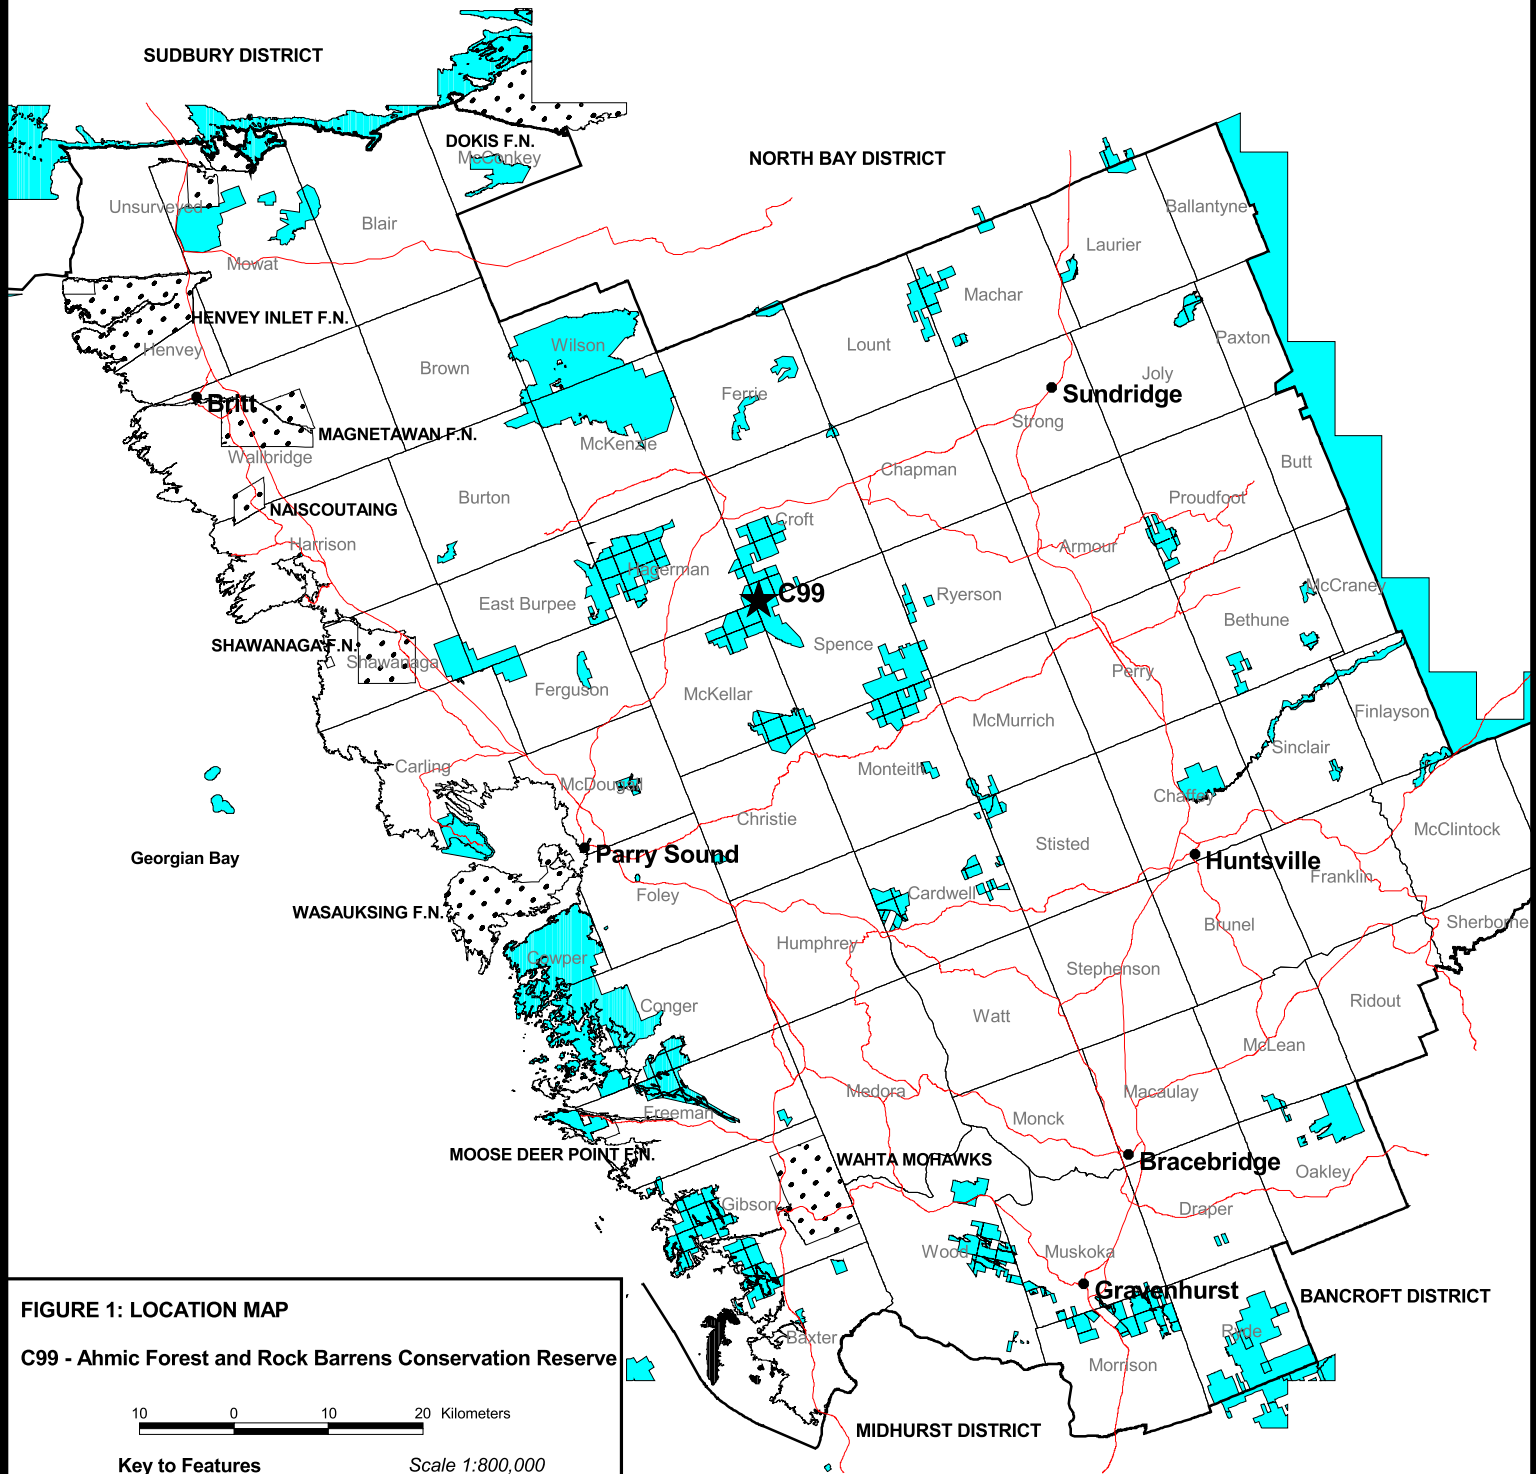 SUDBURY DISTRICT
DOKIS F.N.
McConkey
NORTH BAY DISTRICT
Unsurveyed
Blair
Ballantyne
Laurier
Mowat
Machar
HENVEY INLET F.N.
Henvey
Wilson
Lount
Paxton
Brown
Joly
Ferrie
Sundridge
Britt
Strong
MAGNETAWAN F.N.
McKenzie
Wallbridge
Chapman
Butt
Burton
Proudfoot
NAISCOUTAING
Croft
Harrison
Armour
Hagerman
McCraney
C99
Ryerson
East Burpee
Bethune
SHAWANAGA F.N.
Spence
Shawanaga
Perry
Ferguson
McKellar
McMurrich
Finlayson
Sinclair
Carling
Monteith
McDougall
Chaffey
Christie
McClintock
Georgian Bay
Parry Sound
Stisted
Huntsville
Franklin
Foley
Cardwell
WASAUKSING F.N.
Sherborne
Brunel
Humphrey
Cowper
Stephenson
Conger
Ridout
Watt
McLean
Medora
Macaulay
Freeman
Monck
MOOSE DEER POINT F.N.
WAHTA MOHAWKS
Bracebridge
Oakley
Gibson
Draper
Wood
Muskoka
Gravenhurst
BANCROFT DISTRICT
Ryde
Baxter
Morrison
MIDHURST DISTRICT
FIGURE 1: LOCATION MAP
C99 - Ahmic Forest and Rock Barrens Conservation Reserve
10 0 10 20 Kilometers
Key to Features
Scale 1:800,000